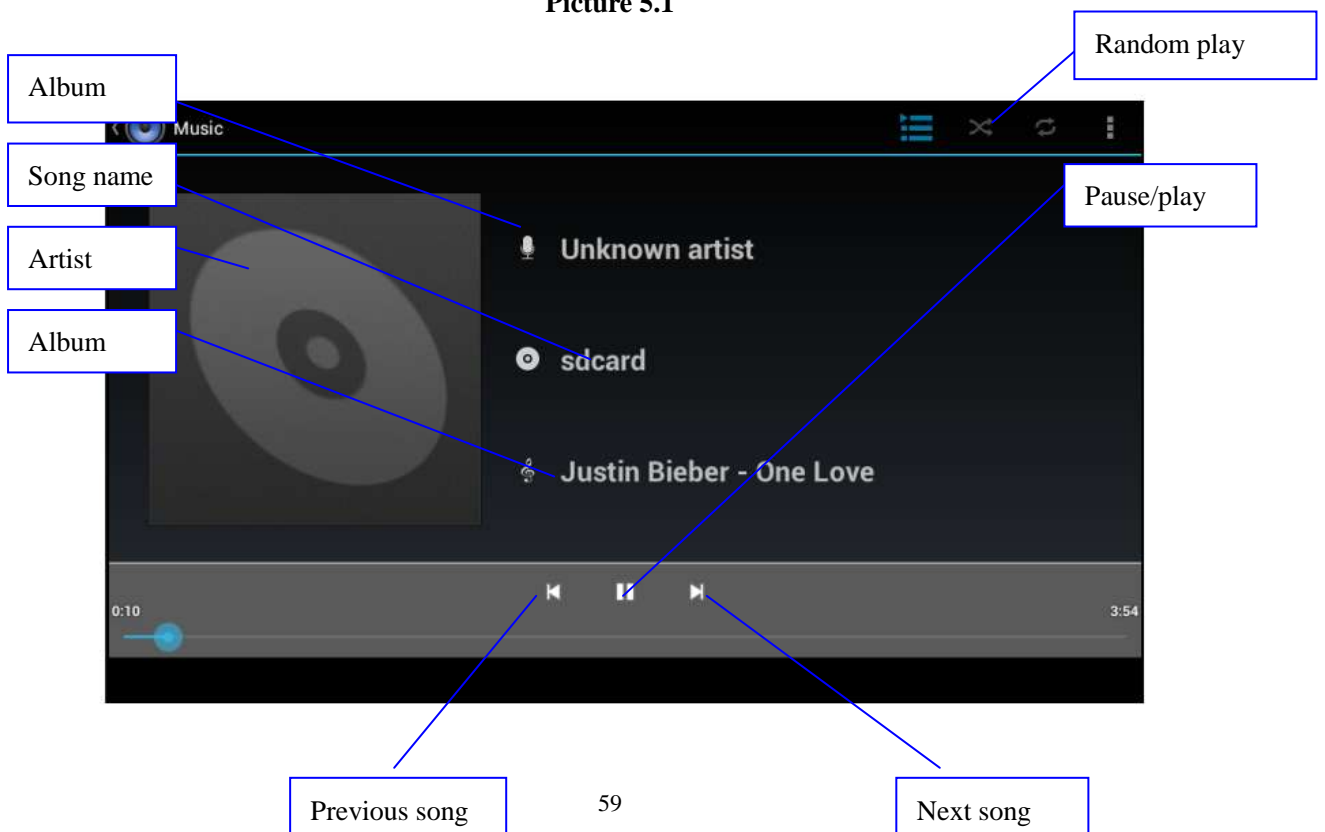 Picture 5.1
Random play
Album
Music
Song name
Pause/play
Artist
Unknown artist
Album
sdcard
Justin Bieber - One Love
0:10
3:54
Previous song
59
Next song